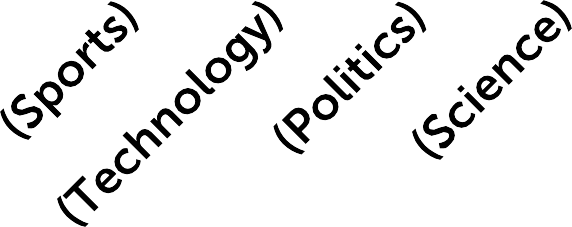 (Sports)
(Technology)
(Politics)
(Science)